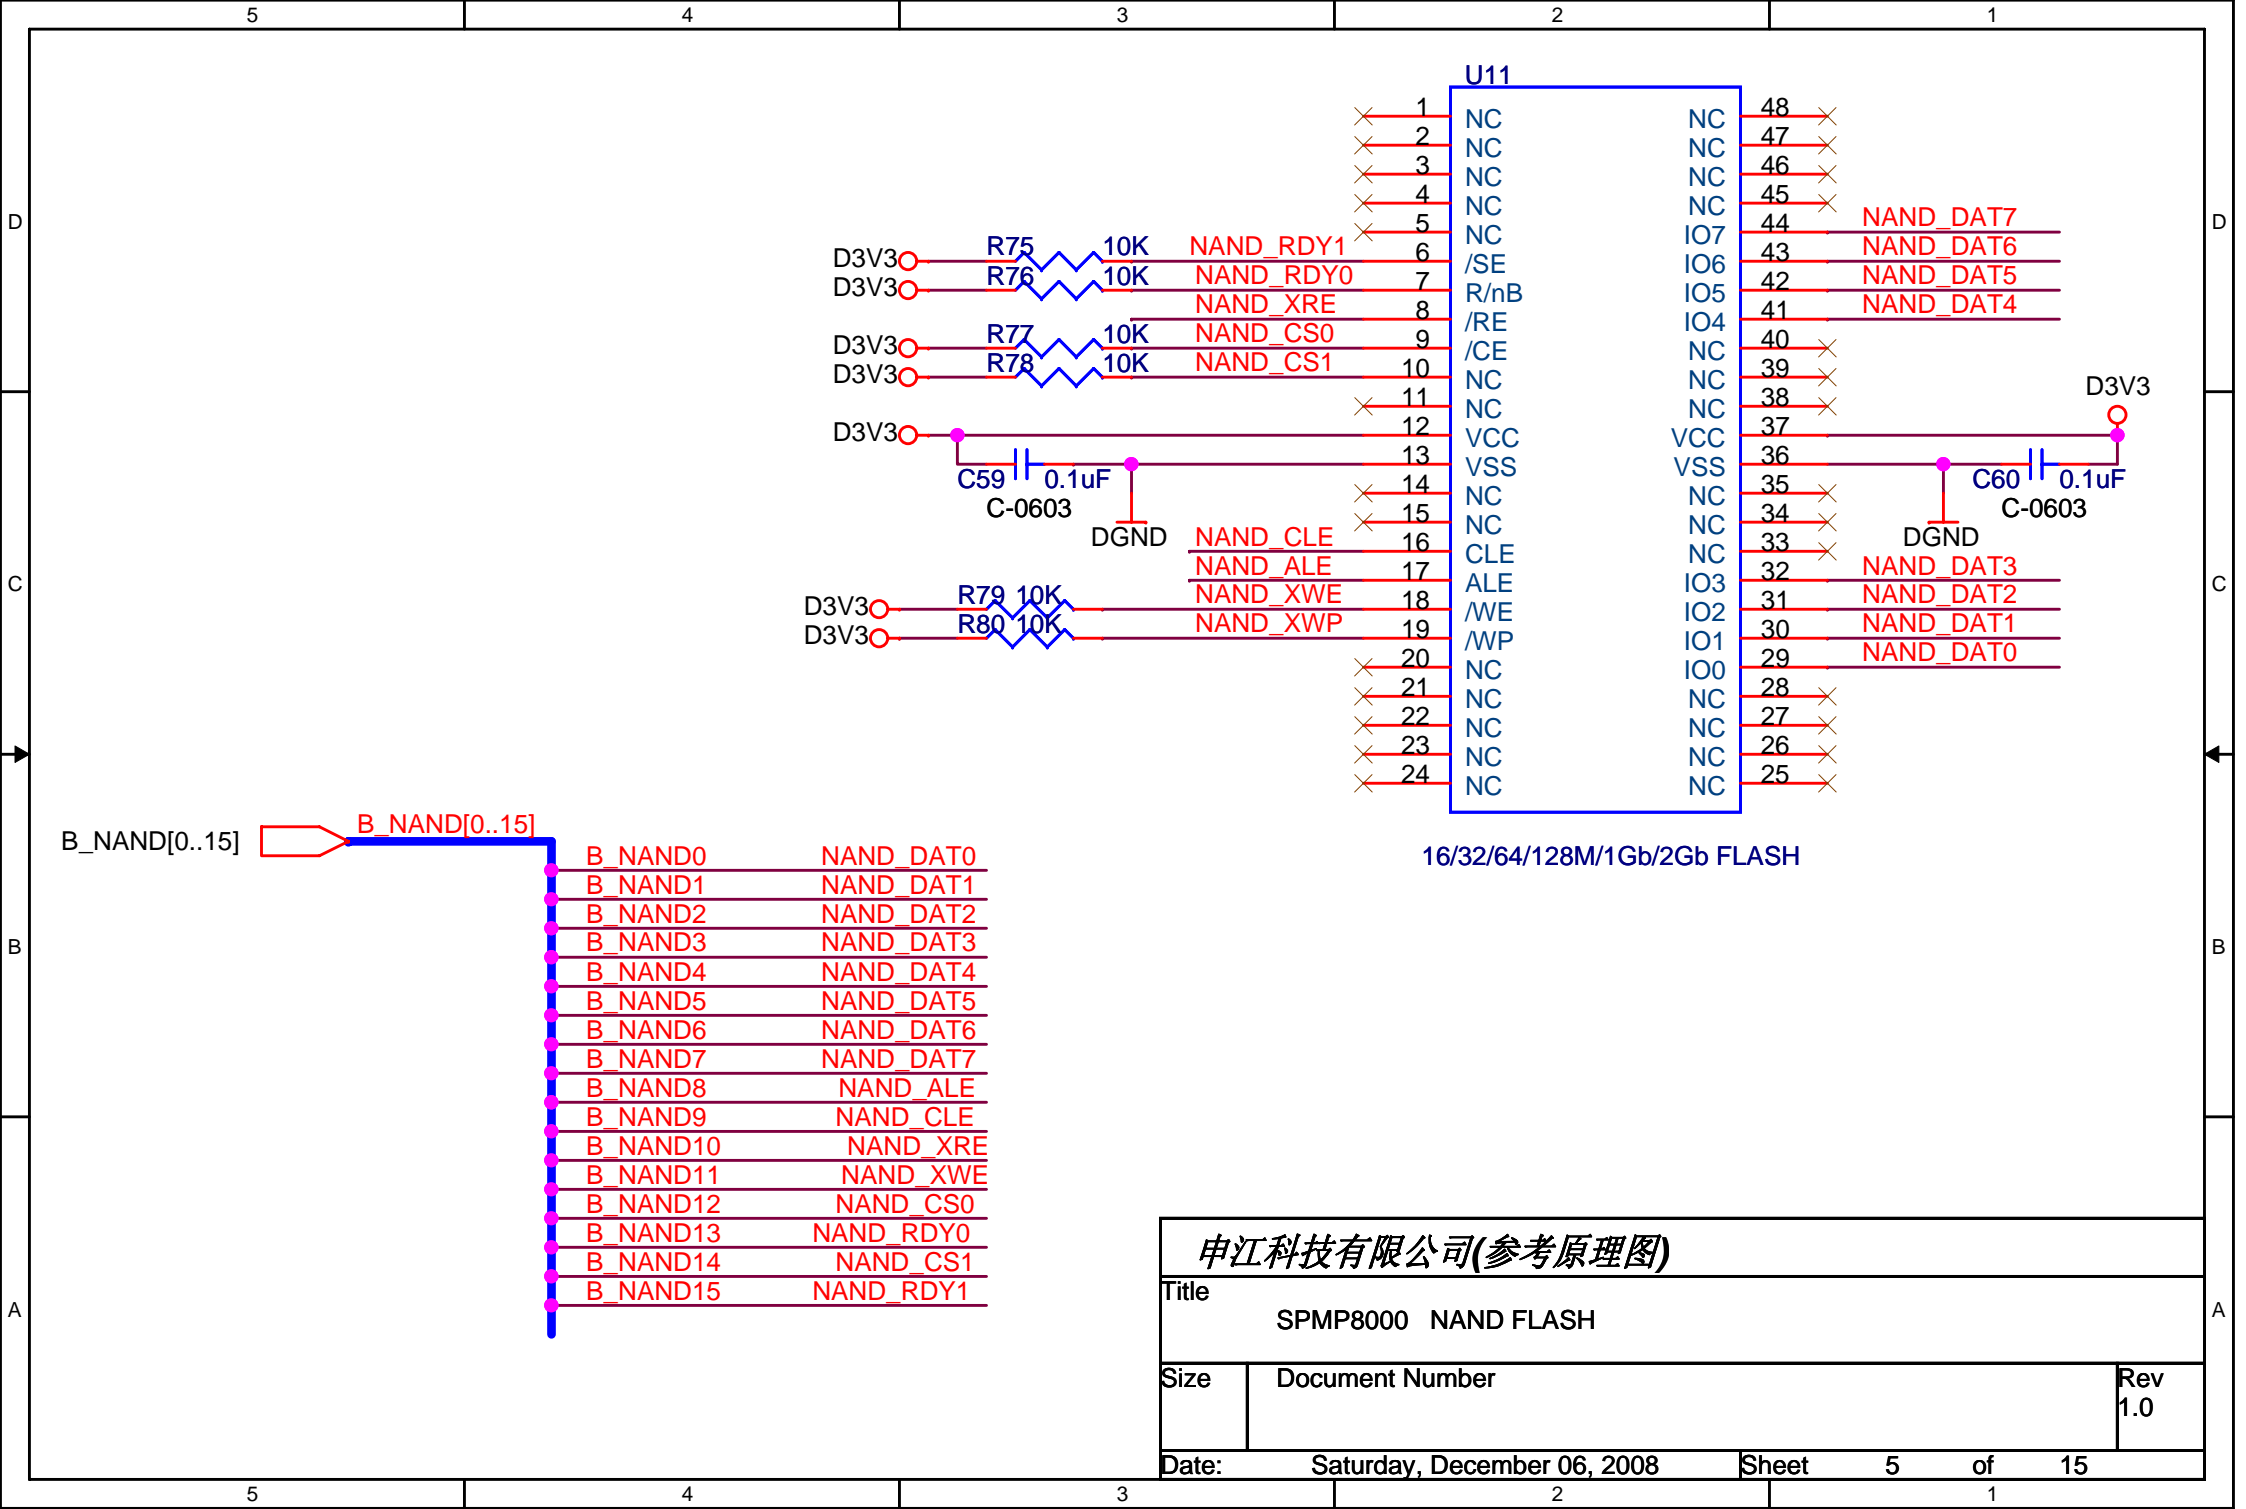 5 4 3 2 1
U11
1 NC NC 48
2 NC NC 47
3 NC NC 46
4 NC NC 45
5 NC IO7 44 NAND_DAT7
D3V3 R75 10K NAND_RDY1 6 /SE IO6 43 NAND_DAT6
D3V3 R76 10K NAND_RDY0 7 R/nB IO5 42 NAND_DAT5
NAND_XRE 8 /RE IO4 41 NAND_DAT4
D3V3 R77 10K NAND_CS0 9 /CE NC 40
D3V3 R78 10K NAND_CS1 10 NC NC 39
11 NC NC 38
D3V3
D3V3 12 VCC VCC 37
13 VSS VSS 36
C59 0.1uF C60 0.1uF
C-0603 C-0603
14 NC NC 35
15 NC NC 34
DGND DGND
NAND_CLE 16 CLE NC 33
NAND_ALE 17 ALE IO3 32 NAND_DAT3
D3V3 R79 10K NAND_XWE 18 /WE IO2 31 NAND_DAT2
D3V3 R80 10K NAND_XWP 19 /WP IO1 30 NAND_DAT1
20 NC IO0 29 NAND_DAT0
21 NC NC 28
22 NC NC 27
23 NC NC 26
24 NC NC 25
16/32/64/128M/1Gb/2Gb FLASH
B_NAND[0..15] B_NAND[0..15]
B_NAND0 NAND_DAT0
B_NAND1 NAND_DAT1
B_NAND2 NAND_DAT2
B_NAND3 NAND_DAT3
B_NAND4 NAND_DAT4
B_NAND5 NAND_DAT5
B_NAND6 NAND_DAT6
B_NAND7 NAND_DAT7
B_NAND8 NAND_ALE
B_NAND9 NAND_CLE
B_NAND10 NAND_XRE
B_NAND11 NAND_XWE
B_NAND12 NAND_CS0
B_NAND13 NAND_RDY0
B_NAND14 NAND_CS1
B_NAND15 NAND_RDY1
D D
C C
B B
A A
申江科技有限公司(参考原理图)
Title
SPMP8000 NAND FLASH
Size Document Number Rev
1.0
Date: Saturday, December 06, 2008 Sheet 5 of 15
5 4 3 2 1